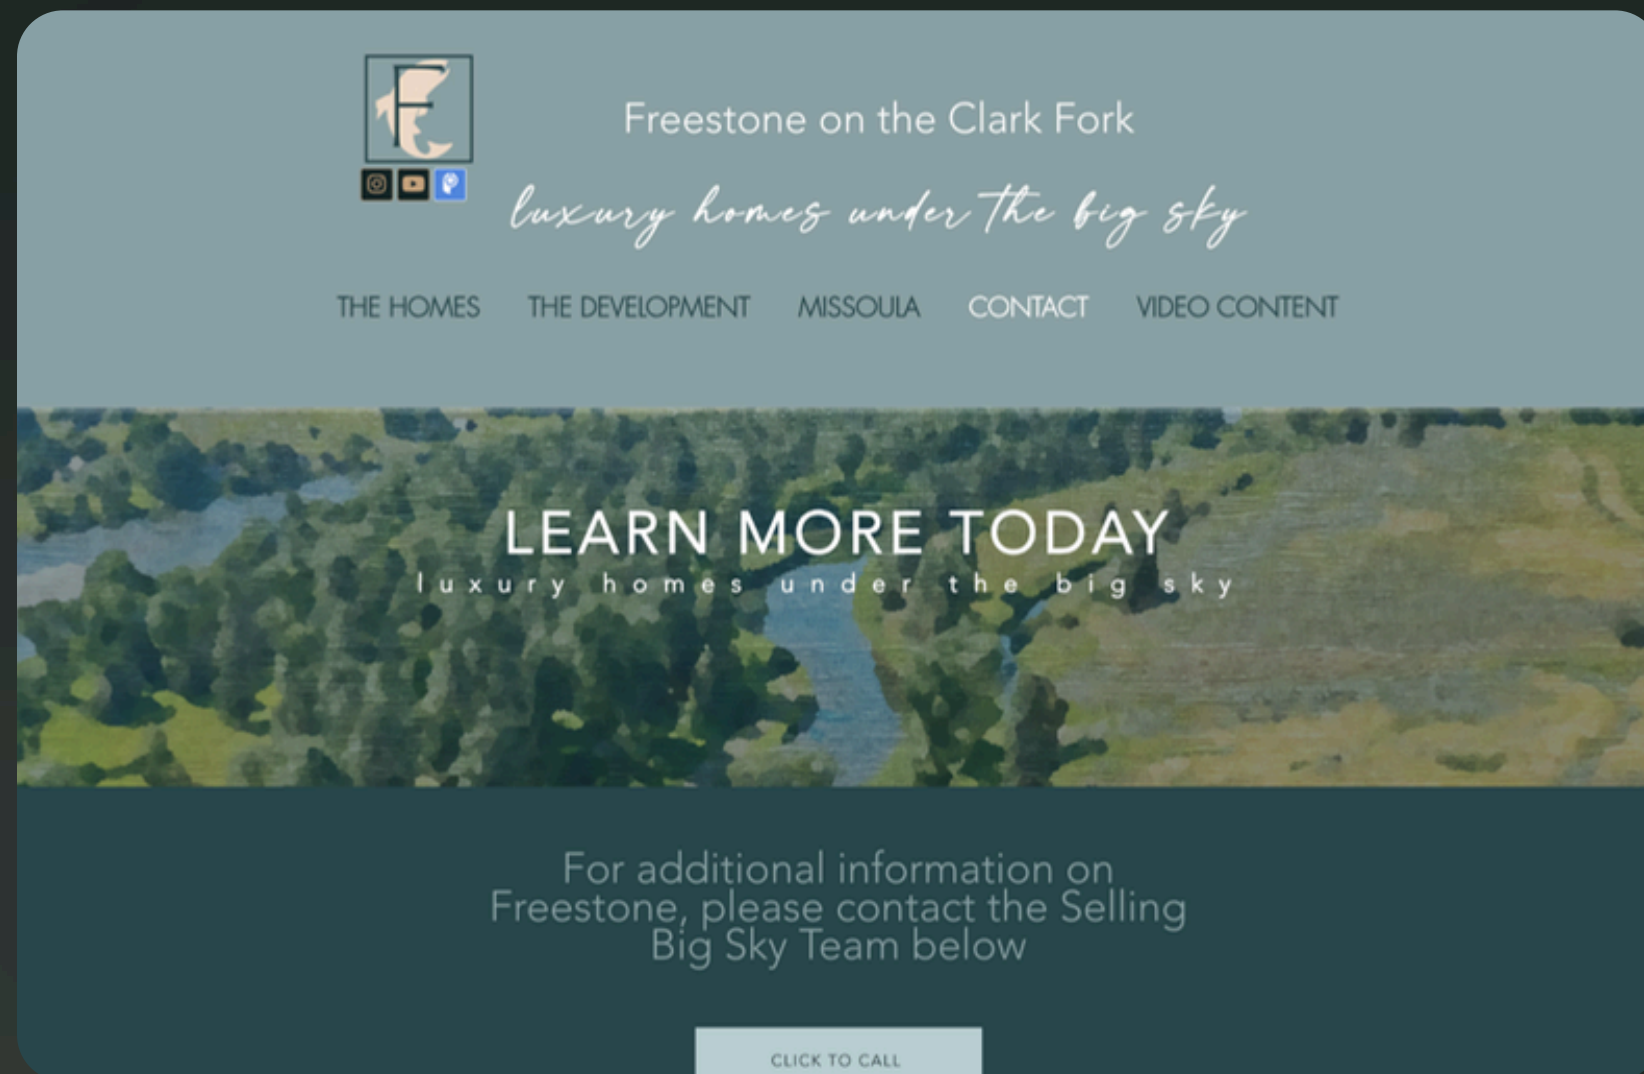 F
Freestone on the Clark Fork
luxury homes under the big sky
THE HOMES THE DEVELOPMENT MISSOULA CONTACT VIDEO CONTENT
LEARN MORE TODAY
luxury homes under the big sky
For additional information on
Freestone, please contact the Selling
Big Sky Team below
CLICK TO CALL